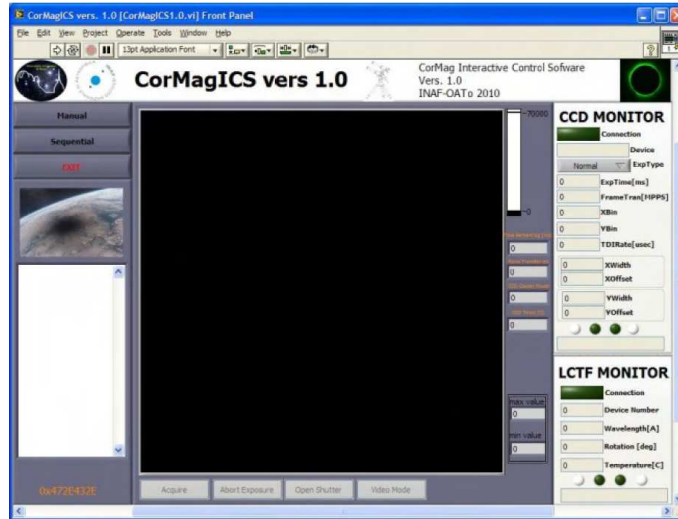 CorMagICS vers. 1.0 [CorMagICS1.0.vi] Front Panel
File Edit View Project Operate Tools Window Help
13pt Application Font
CorMagICS vers 1.0
CorMag Interactive Control Sofware
Vers. 1.0
INAF-OATo 2010
Manual
Sequential
EXIT
0x472E432E
70000
0
0
0
0
0
max value
0
min value
0
Acquire Abort Exposure Open Shutter Video Mode
CCD MONITOR
Connection
Device
Normal ExpType
0 ExpTime[ms]
0 FrameTran[MPPS]
0 XBin
0 YBin
0 TDIRate[usec]
0 XWidth
0 XOffset
0 YWidth
0 YOffset
LCTF MONITOR
Connection
0 Device Number
0 Wavelength[A]
0 Rotation [deg]
0 Temperature[C]